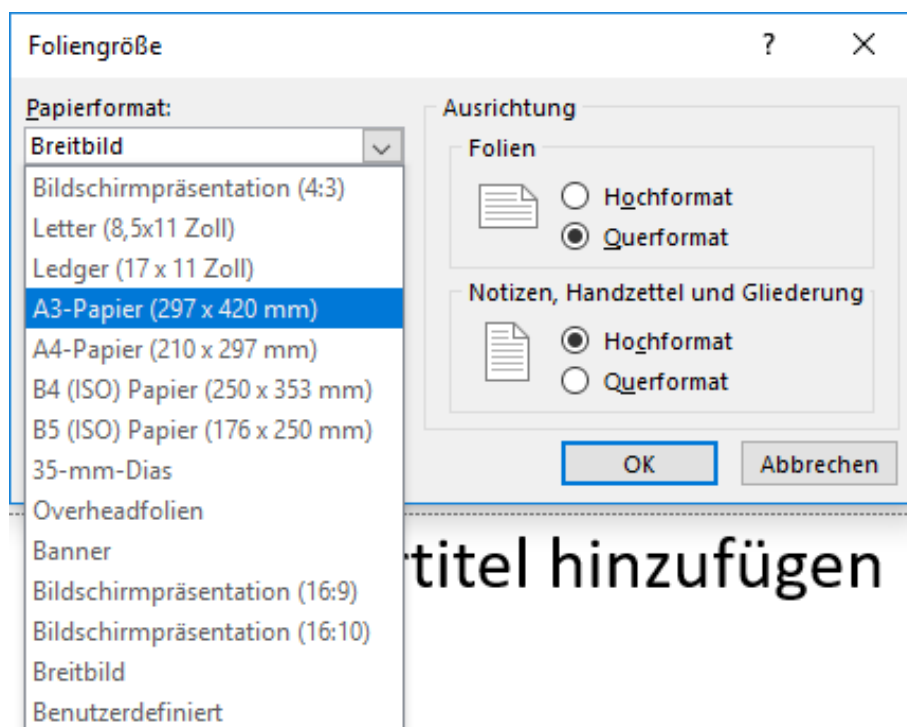 Foliengröße
?
Papierformat:
Breitbild
Bildschirmpräsentation (4:3)
Letter (8,5x11 Zoll)
Ledger (17 x 11 Zoll)
A3-Papier (297 x 420 mm)
A4-Papier (210 x 297 mm)
B4 (ISO) Papier (250 x 353 mm)
B5 (ISO) Papier (176 x 250 mm)
35-mm-Dias
Overheadfolien
Banner
Bildschirmpräsentation (16:9)
Bildschirmpräsentation (16:10)
Breitbild
Benutzerdefiniert
Ausrichtung
Folien
Hochformat
Querformat
Notizen, Handzettel und Gliederung
Hochformat
Querformat
OK
Abbrechen
titel hinzufügen